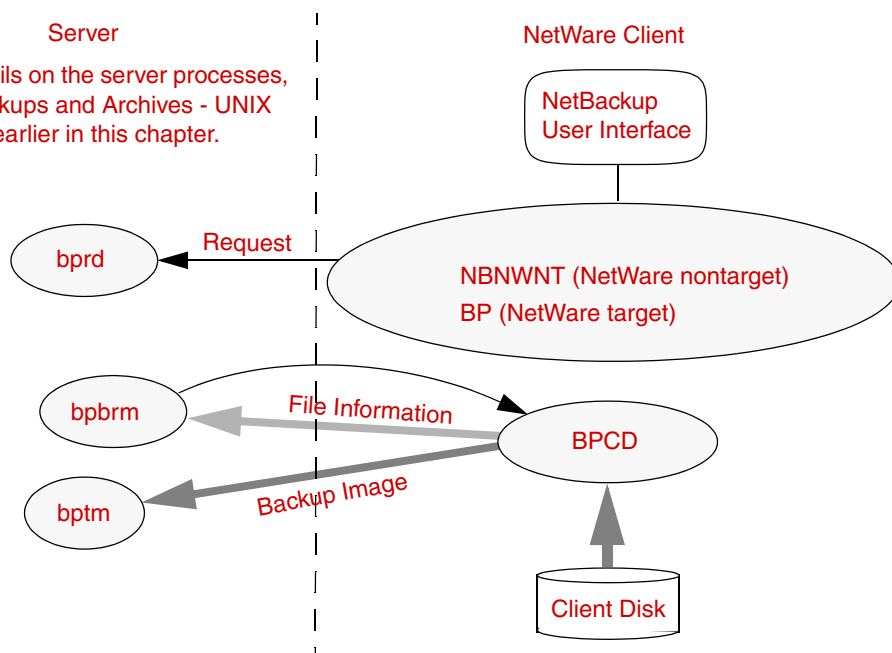 Server
ils on the server processes,
kups and Archives - UNIX
earlier in this chapter.
NetWare Client
NetBackup
User Interface
bprd
Request
NBNWNT (NetWare nontarget)
BP (NetWare target)
bpbrm
File Information
BPCD
bptm
Backup Image
Client Disk